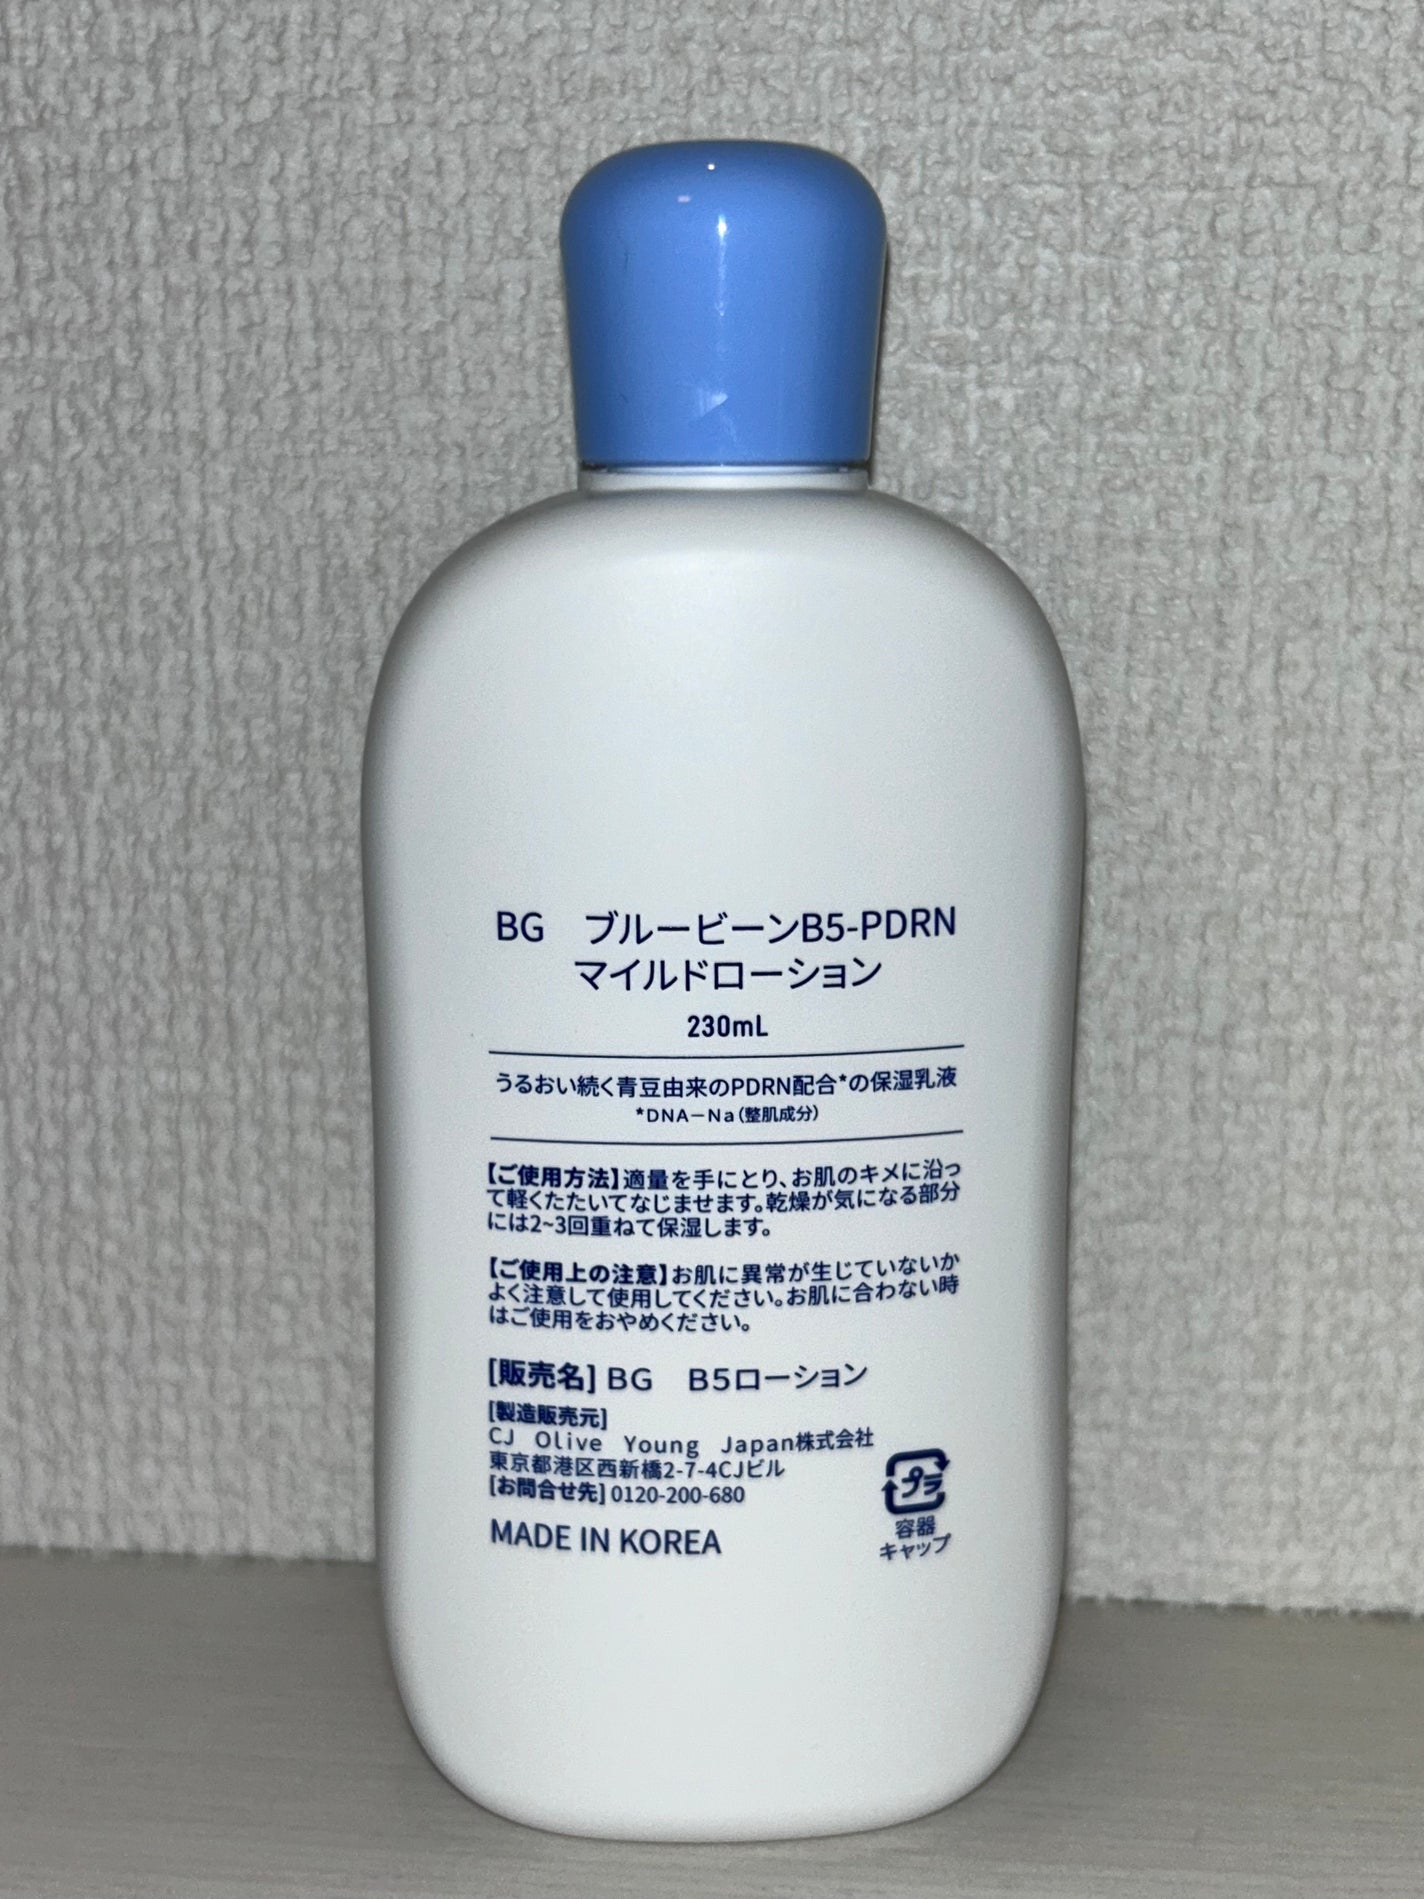 BG　ブルービーンB5-PDRN
マイルドローション
230mL
うるおい続く青豆由来のPDRN配合*の保湿乳液
*DNA－Na（整肌成分）
【ご使用方法】適量を手にとり、お肌のキメに沿っ
て軽くたたいてなじませます。乾燥が気になる部分
には2~3回重ねて保湿します。
【ご使用上の注意】お肌に異常が生じていないか
よく注意して使用してください。お肌に合わない時
はご使用をおやめください。
[販売名] BG　B5ローション
[製造販売元]
CJ　Olive　Young　Japan株式会社
東京都港区西新橋2-7-4CJビル
[お問合せ先] 0120-200-680
MADE IN KOREA
プラ
容器
キャップ